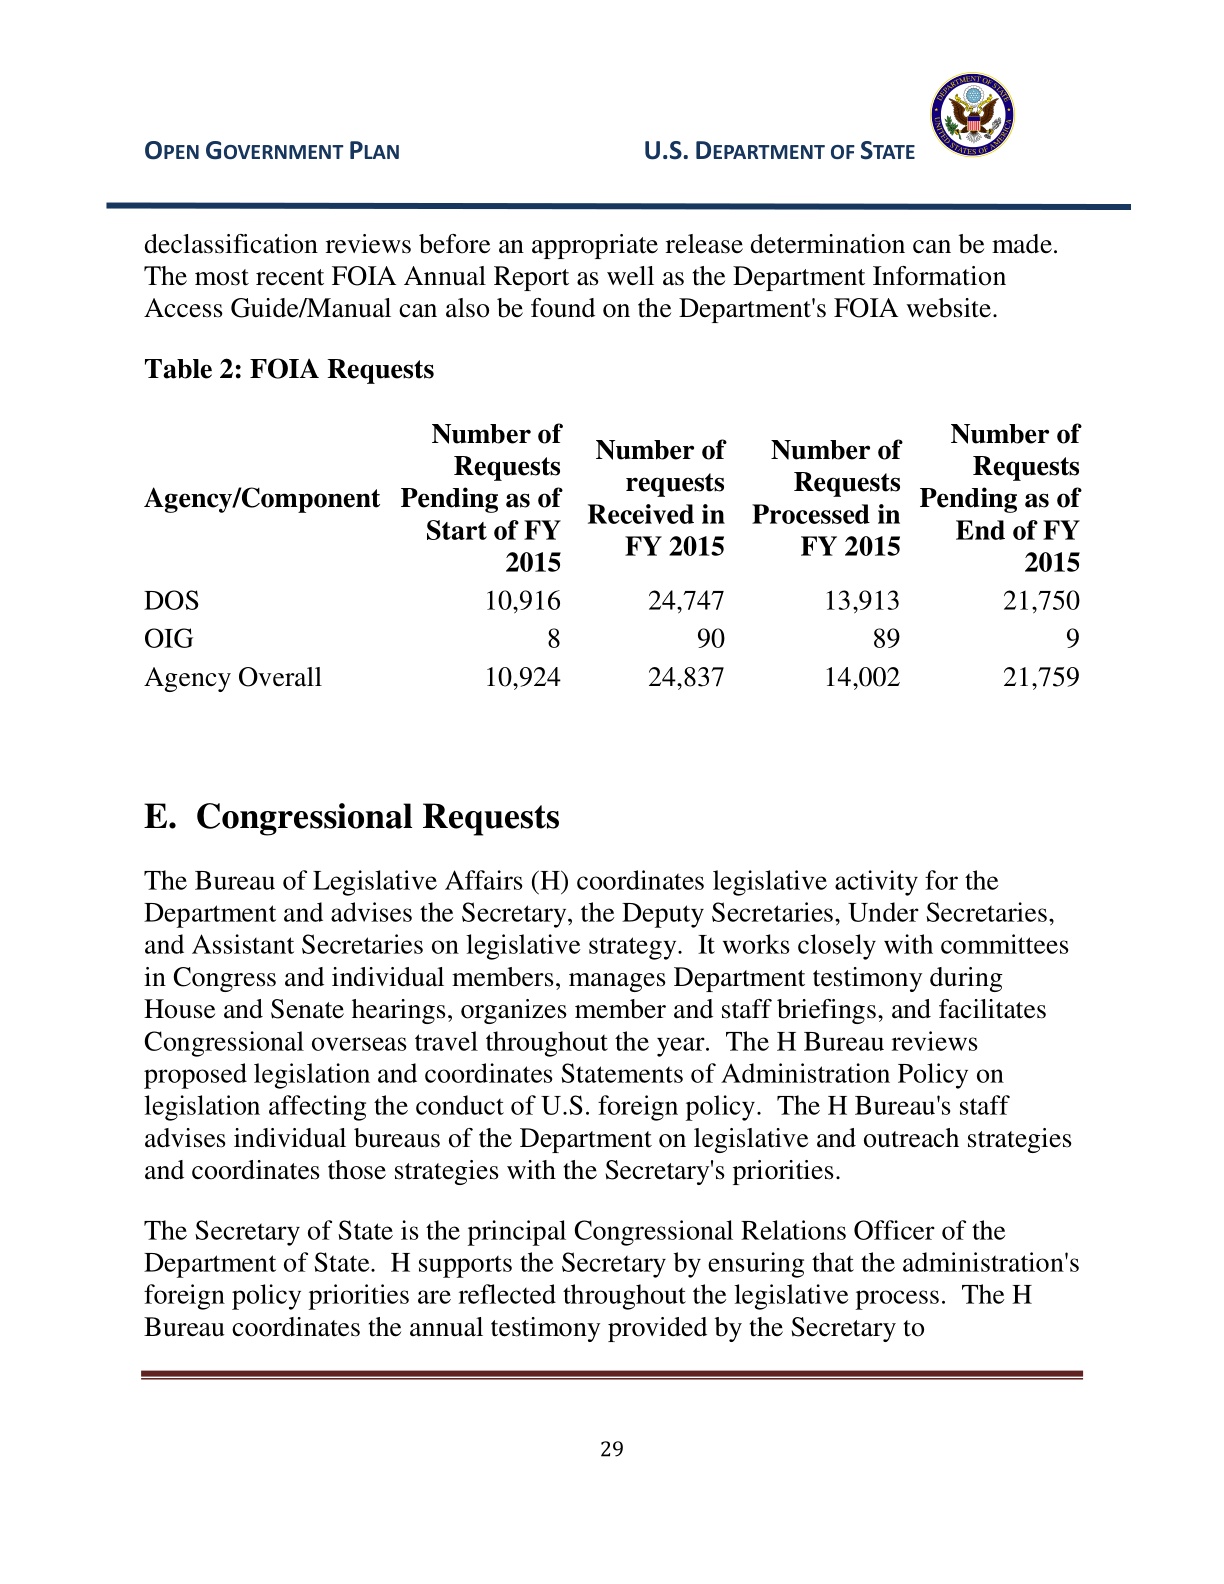 OPEN GOVERNMENT PLAN U.S. DEPARTMENT OF STATE
DEPARTMENT OF STATE
UNITED STATES OF AMERICA
declassification reviews before an appropriate release determination can be made.
The most recent FOIA Annual Report as well as the Department Information
Access Guide/Manual can also be found on the Department's FOIA website.
Table 2: FOIA Requests
Agency/Component
Number of
Requests
Pending as of
Start of FY
2015
Number of
requests
Received in
FY 2015
Number of
Requests
Processed in
FY 2015
Number of
Requests
Pending as of
End of FY
2015
DOS 10,916 24,747 13,913 21,750
OIG 8 90 89 9
Agency Overall 10,924 24,837 14,002 21,759
E. Congressional Requests
The Bureau of Legislative Affairs (H) coordinates legislative activity for the
Department and advises the Secretary, the Deputy Secretaries, Under Secretaries,
and Assistant Secretaries on legislative strategy. It works closely with committees
in Congress and individual members, manages Department testimony during
House and Senate hearings, organizes member and staff briefings, and facilitates
Congressional overseas travel throughout the year. The H Bureau reviews
proposed legislation and coordinates Statements of Administration Policy on
legislation affecting the conduct of U.S. foreign policy. The H Bureau's staff
advises individual bureaus of the Department on legislative and outreach strategies
and coordinates those strategies with the Secretary's priorities.
The Secretary of State is the principal Congressional Relations Officer of the
Department of State. H supports the Secretary by ensuring that the administration's
foreign policy priorities are reflected throughout the legislative process. The H
Bureau coordinates the annual testimony provided by the Secretary to
29